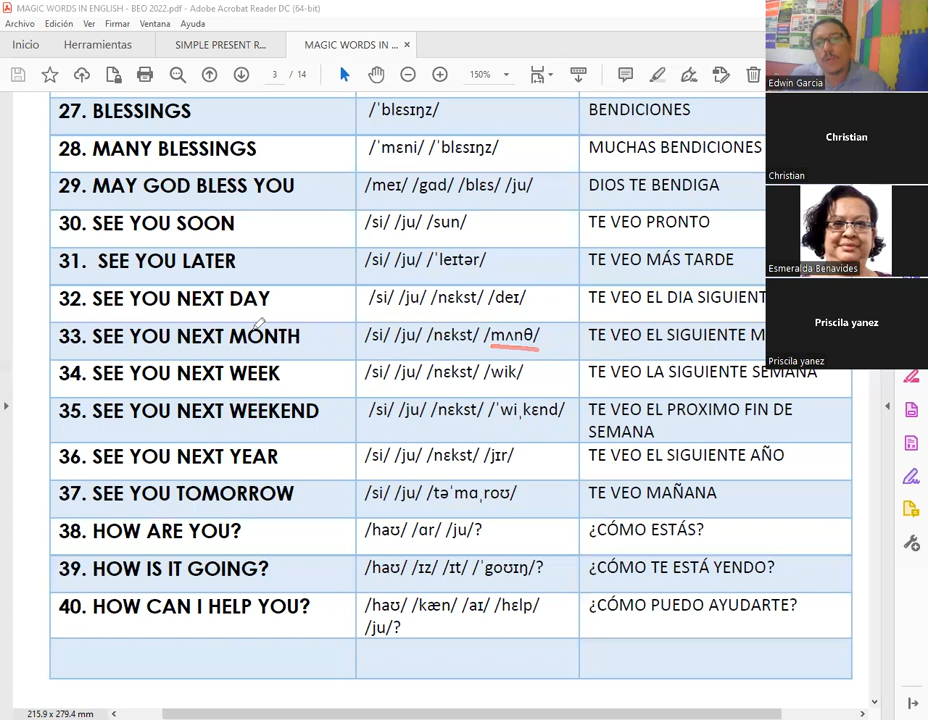 MAGIC WORDS IN ENGLISH - BEO 2022.pdf - Adobe Acrobat Reader DC (64-bit)
Archivo Edición Ver Firmar Ventana Ayuda
Inicio Herramientas SIMPLE PRESENT R... MAGIC WORDS IN ... ×
3 / 14 150%
27. BLESSINGS /ˈblɛsɪŋz/ BENDICIONES
28. MANY BLESSINGS /ˈmɛni/ /ˈblɛsɪŋz/ MUCHAS BENDICIONES
29. MAY GOD BLESS YOU /meɪ/ /gɑd/ /blɛs/ /ju/ DIOS TE BENDIGA
30. SEE YOU SOON /si/ /ju/ /sun/ TE VEO PRONTO
31. SEE YOU LATER /si/ /ju/ /ˈleɪtər/ TE VEO MÁS TARDE
32. SEE YOU NEXT DAY /si/ /ju/ /nɛkst/ /deɪ/ TE VEO EL DIA SIGUIENT
33. SEE YOU NEXT MONTH /si/ /ju/ /nɛkst/ /mʌnθ/ TE VEO EL SIGUIENTE M
34. SEE YOU NEXT WEEK /si/ /ju/ /nɛkst/ /wik/ TE VEO LA SIGUIENTE SEMANA
35. SEE YOU NEXT WEEKEND /si/ /ju/ /nɛkst/ /ˈwiˌkɛnd/ TE VEO EL PROXIMO FIN DE
SEMANA
36. SEE YOU NEXT YEAR /si/ /ju/ /nɛkst/ /jɪr/ TE VEO EL SIGUIENTE AÑO
37. SEE YOU TOMORROW /si/ /ju/ /təˈmɑˌroʊ/ TE VEO MAÑANA
38. HOW ARE YOU? /haʊ/ /ɑr/ /ju/? ¿CÓMO ESTÁS?
39. HOW IS IT GOING? /haʊ/ /ɪz/ /ɪt/ /ˈgoʊɪŋ/? ¿CÓMO TE ESTÁ YENDO?
40. HOW CAN I HELP YOU? /haʊ/ /kæn/ /aɪ/ /hɛlp/ ¿CÓMO PUEDO AYUDARTE?
/ju/?
215.9 x 279.4 mm
Edwin Garcia
Christian
Christian
Esmeralda Benavides
Priscila yanez
Priscila yanez